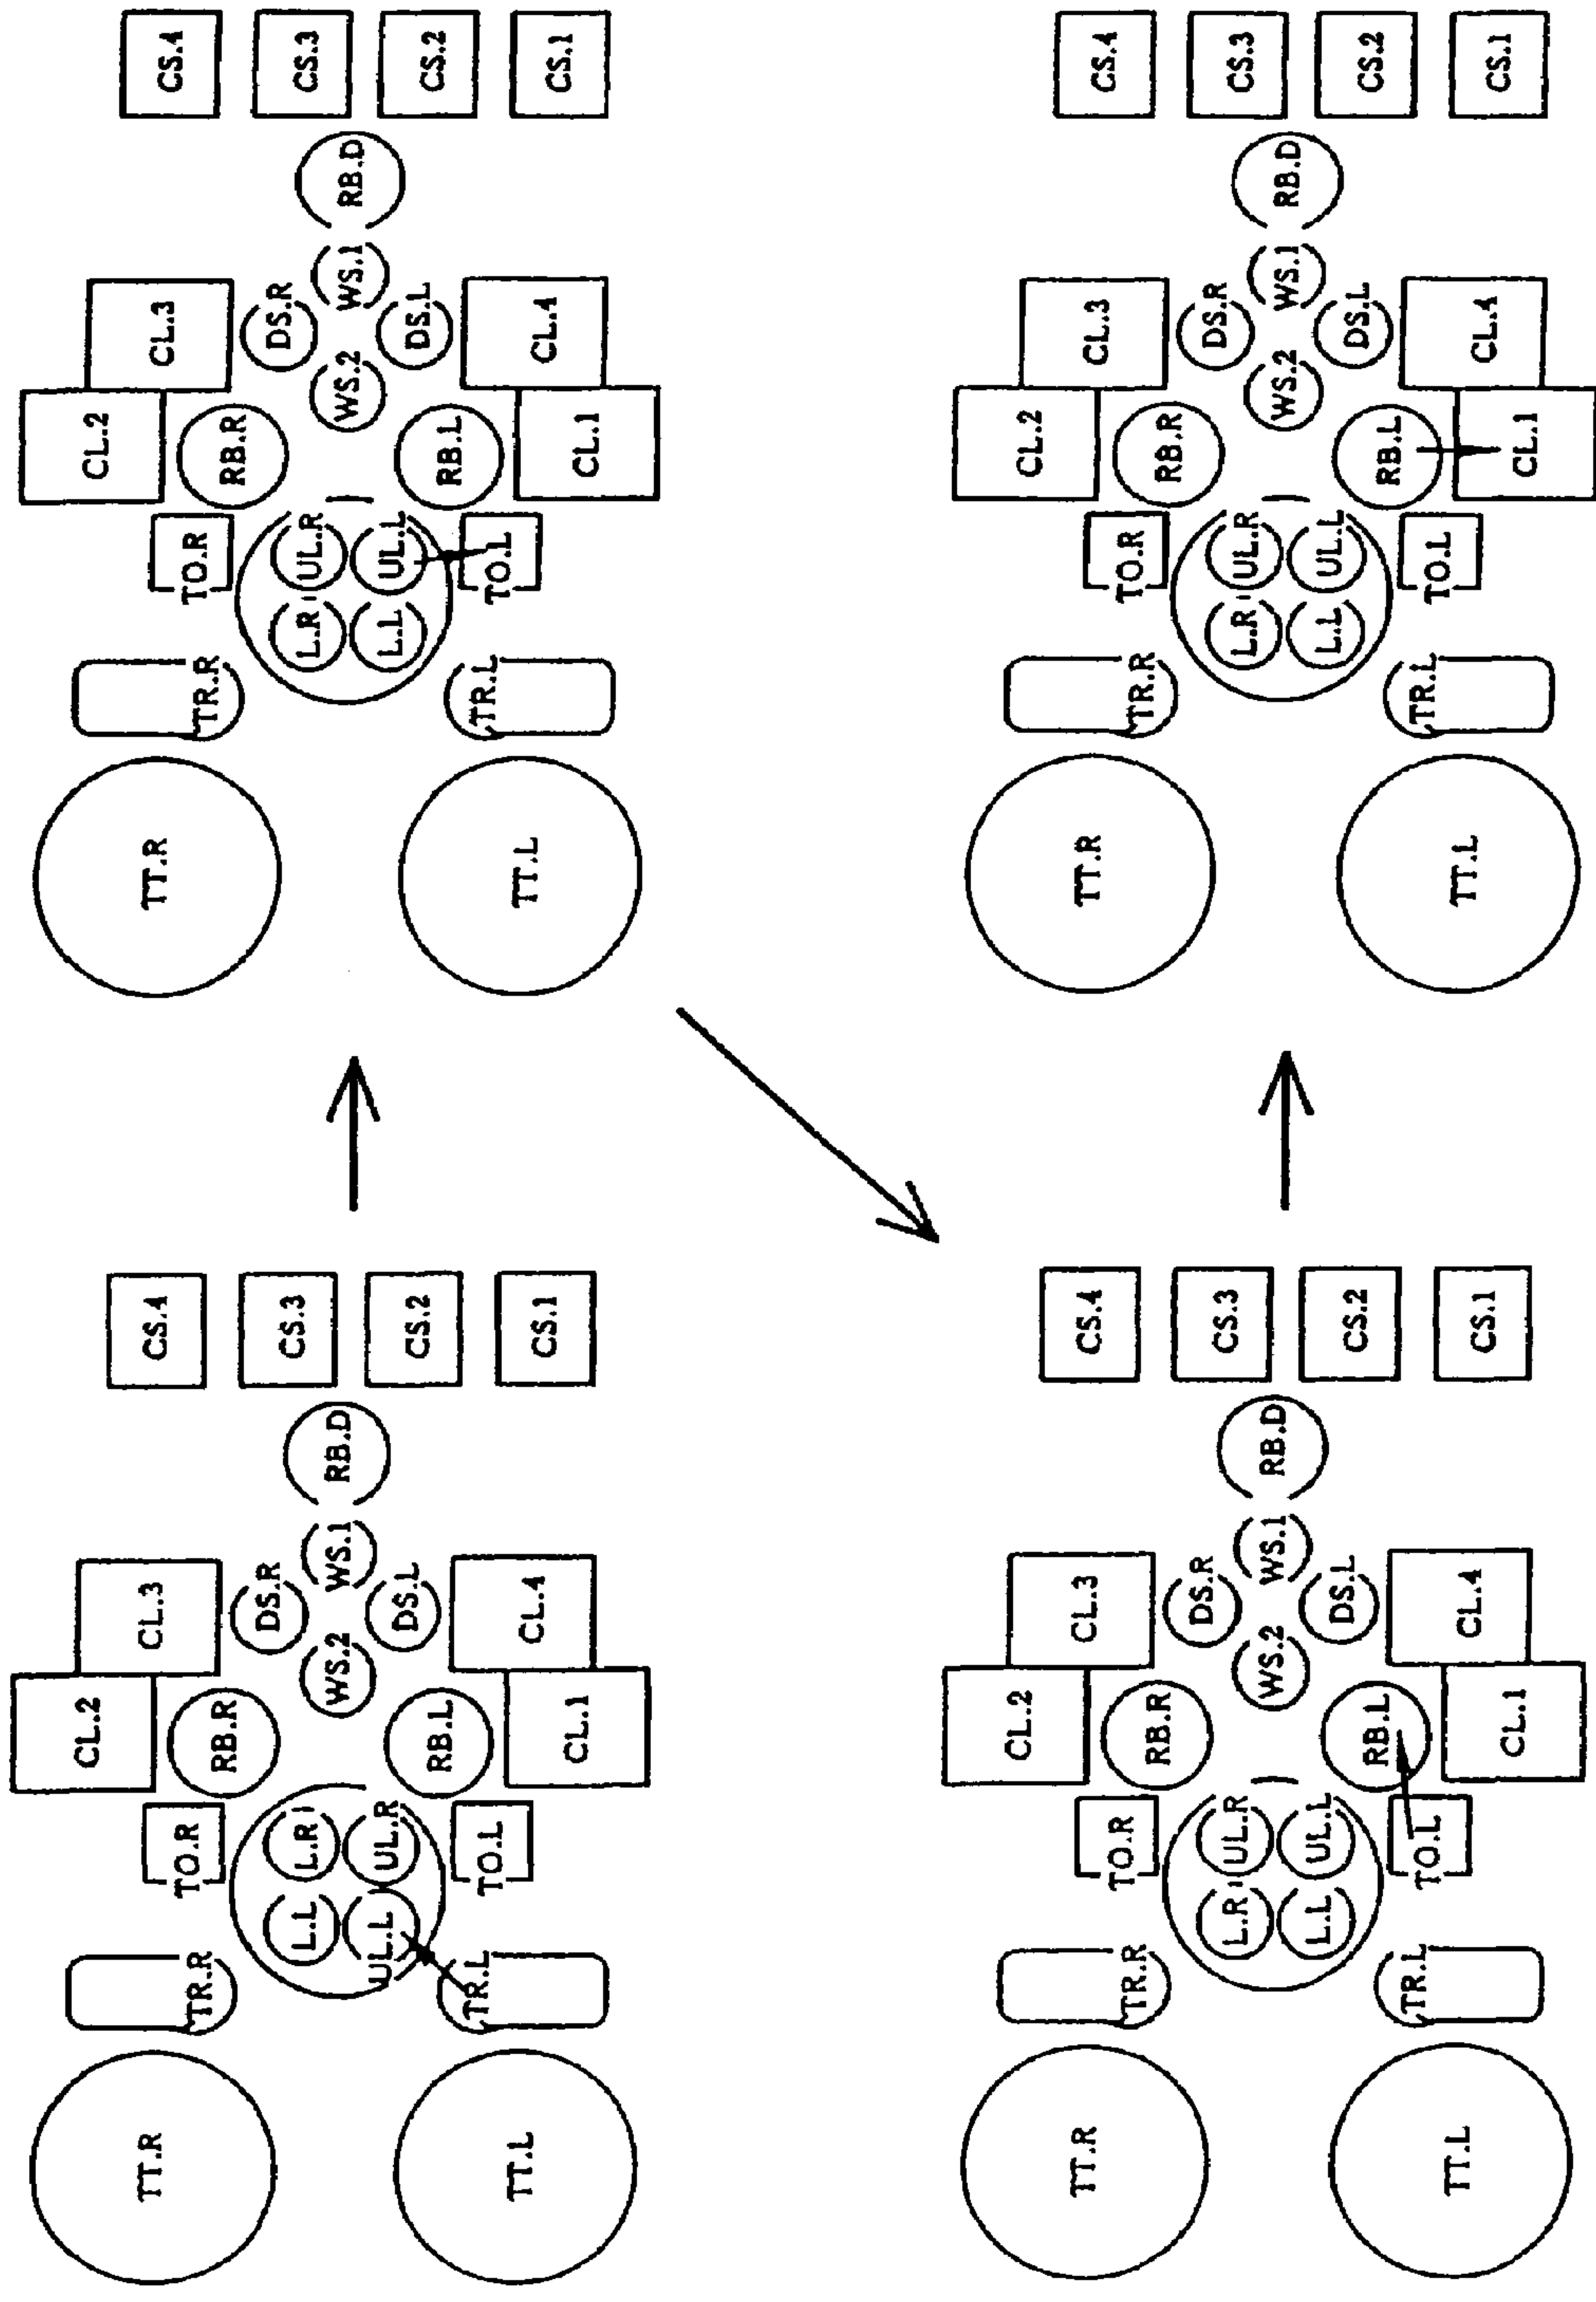 CL.2
TT.R
CL.3
CS.4
TO.R
TR.R
RB.R
DS.R
CS.3
L.L
L.R
WS.2
WS.1
RB.D
UL.L
UL.R
DS.L
CS.2
RB.L
TR.L
TO.L
TT.L
CL.4
CS.1
CL.1
CL.2
TT.R
CL.3
CS.4
TO.R
TR.R
RB.R
DS.R
CS.3
L.R
UL.R
WS.2
WS.1
RB.D
L.L
UL.L
DS.L
CS.2
RB.L
TR.L
TO.L
TT.L
CL.4
CS.1
CL.1
CL.2
TT.R
CL.3
CS.4
TO.R
TR.R
RB.R
DS.R
CS.3
L.R
UL.R
WS.2
WS.1
RB.D
L.L
UL.L
DS.L
CS.2
RB.L
TR.L
TO.L
TT.L
CL.4
CS.1
CL.1
CL.2
TT.R
CL.3
CS.4
TO.R
TR.R
RB.R
DS.R
CS.3
L.R
UL.R
WS.2
WS.1
RB.D
L.L
UL.L
DS.L
CS.2
RB.L
TR.L
TO.L
TT.L
CL.4
CS.1
CL.1